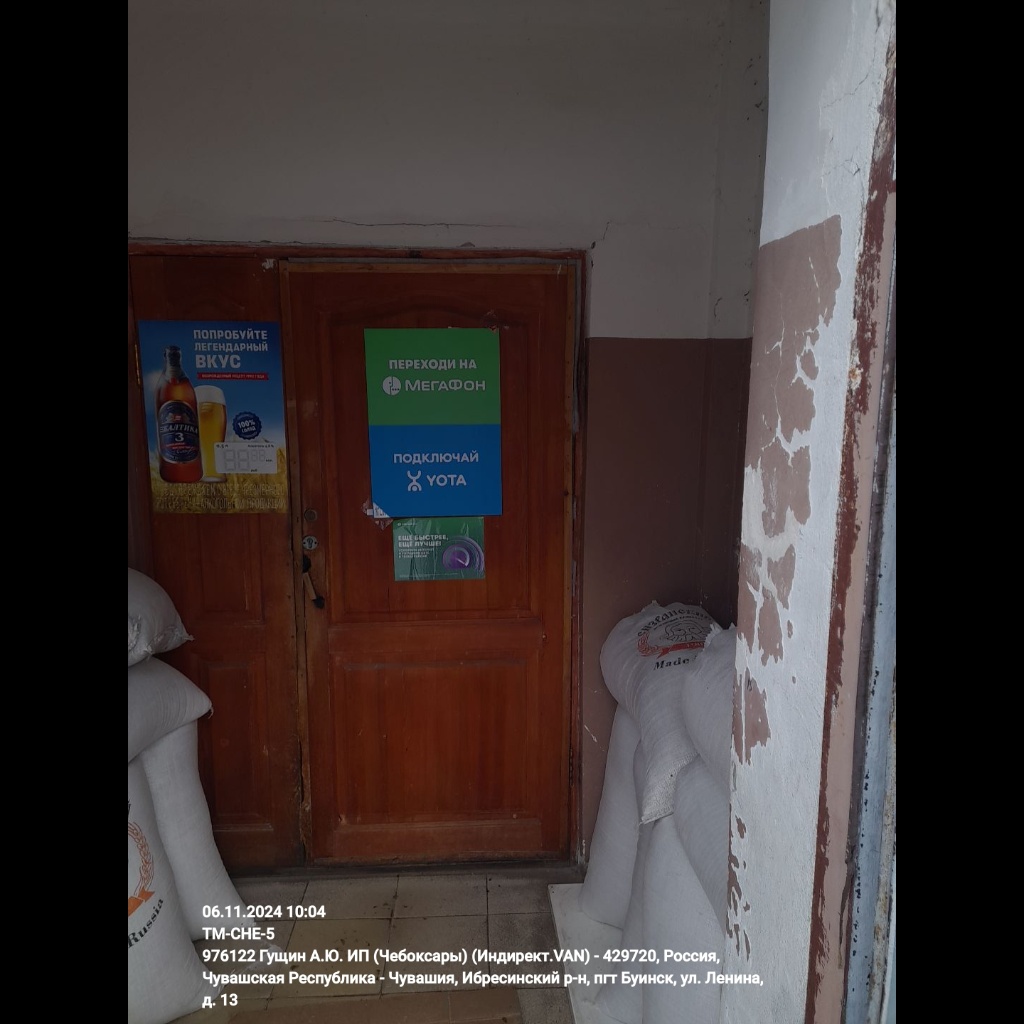 ПОПРОБУЙТЕ
ЛЕГЕНДАРНЫЙ
ВКУС
БАЛТИКА
3
100%
ПЕРЕХОДИ НА
МЕГАФОН
ПОДКЛЮЧАЙ
YOTA
ЕЩЁ БЫСТРЕЕ,
ЕЩЁ ЛУЧШЕ!
Made
Russia
06.11.2024 10:04
TM-CHE-5
976122 Гущин А.Ю. ИП (Чебоксары) (Индирект.VAN) - 429720, Россия,
Чувашская Республика - Чувашия, Ибресинский р-н, пгт Буинск, ул. Ленина,
д. 13